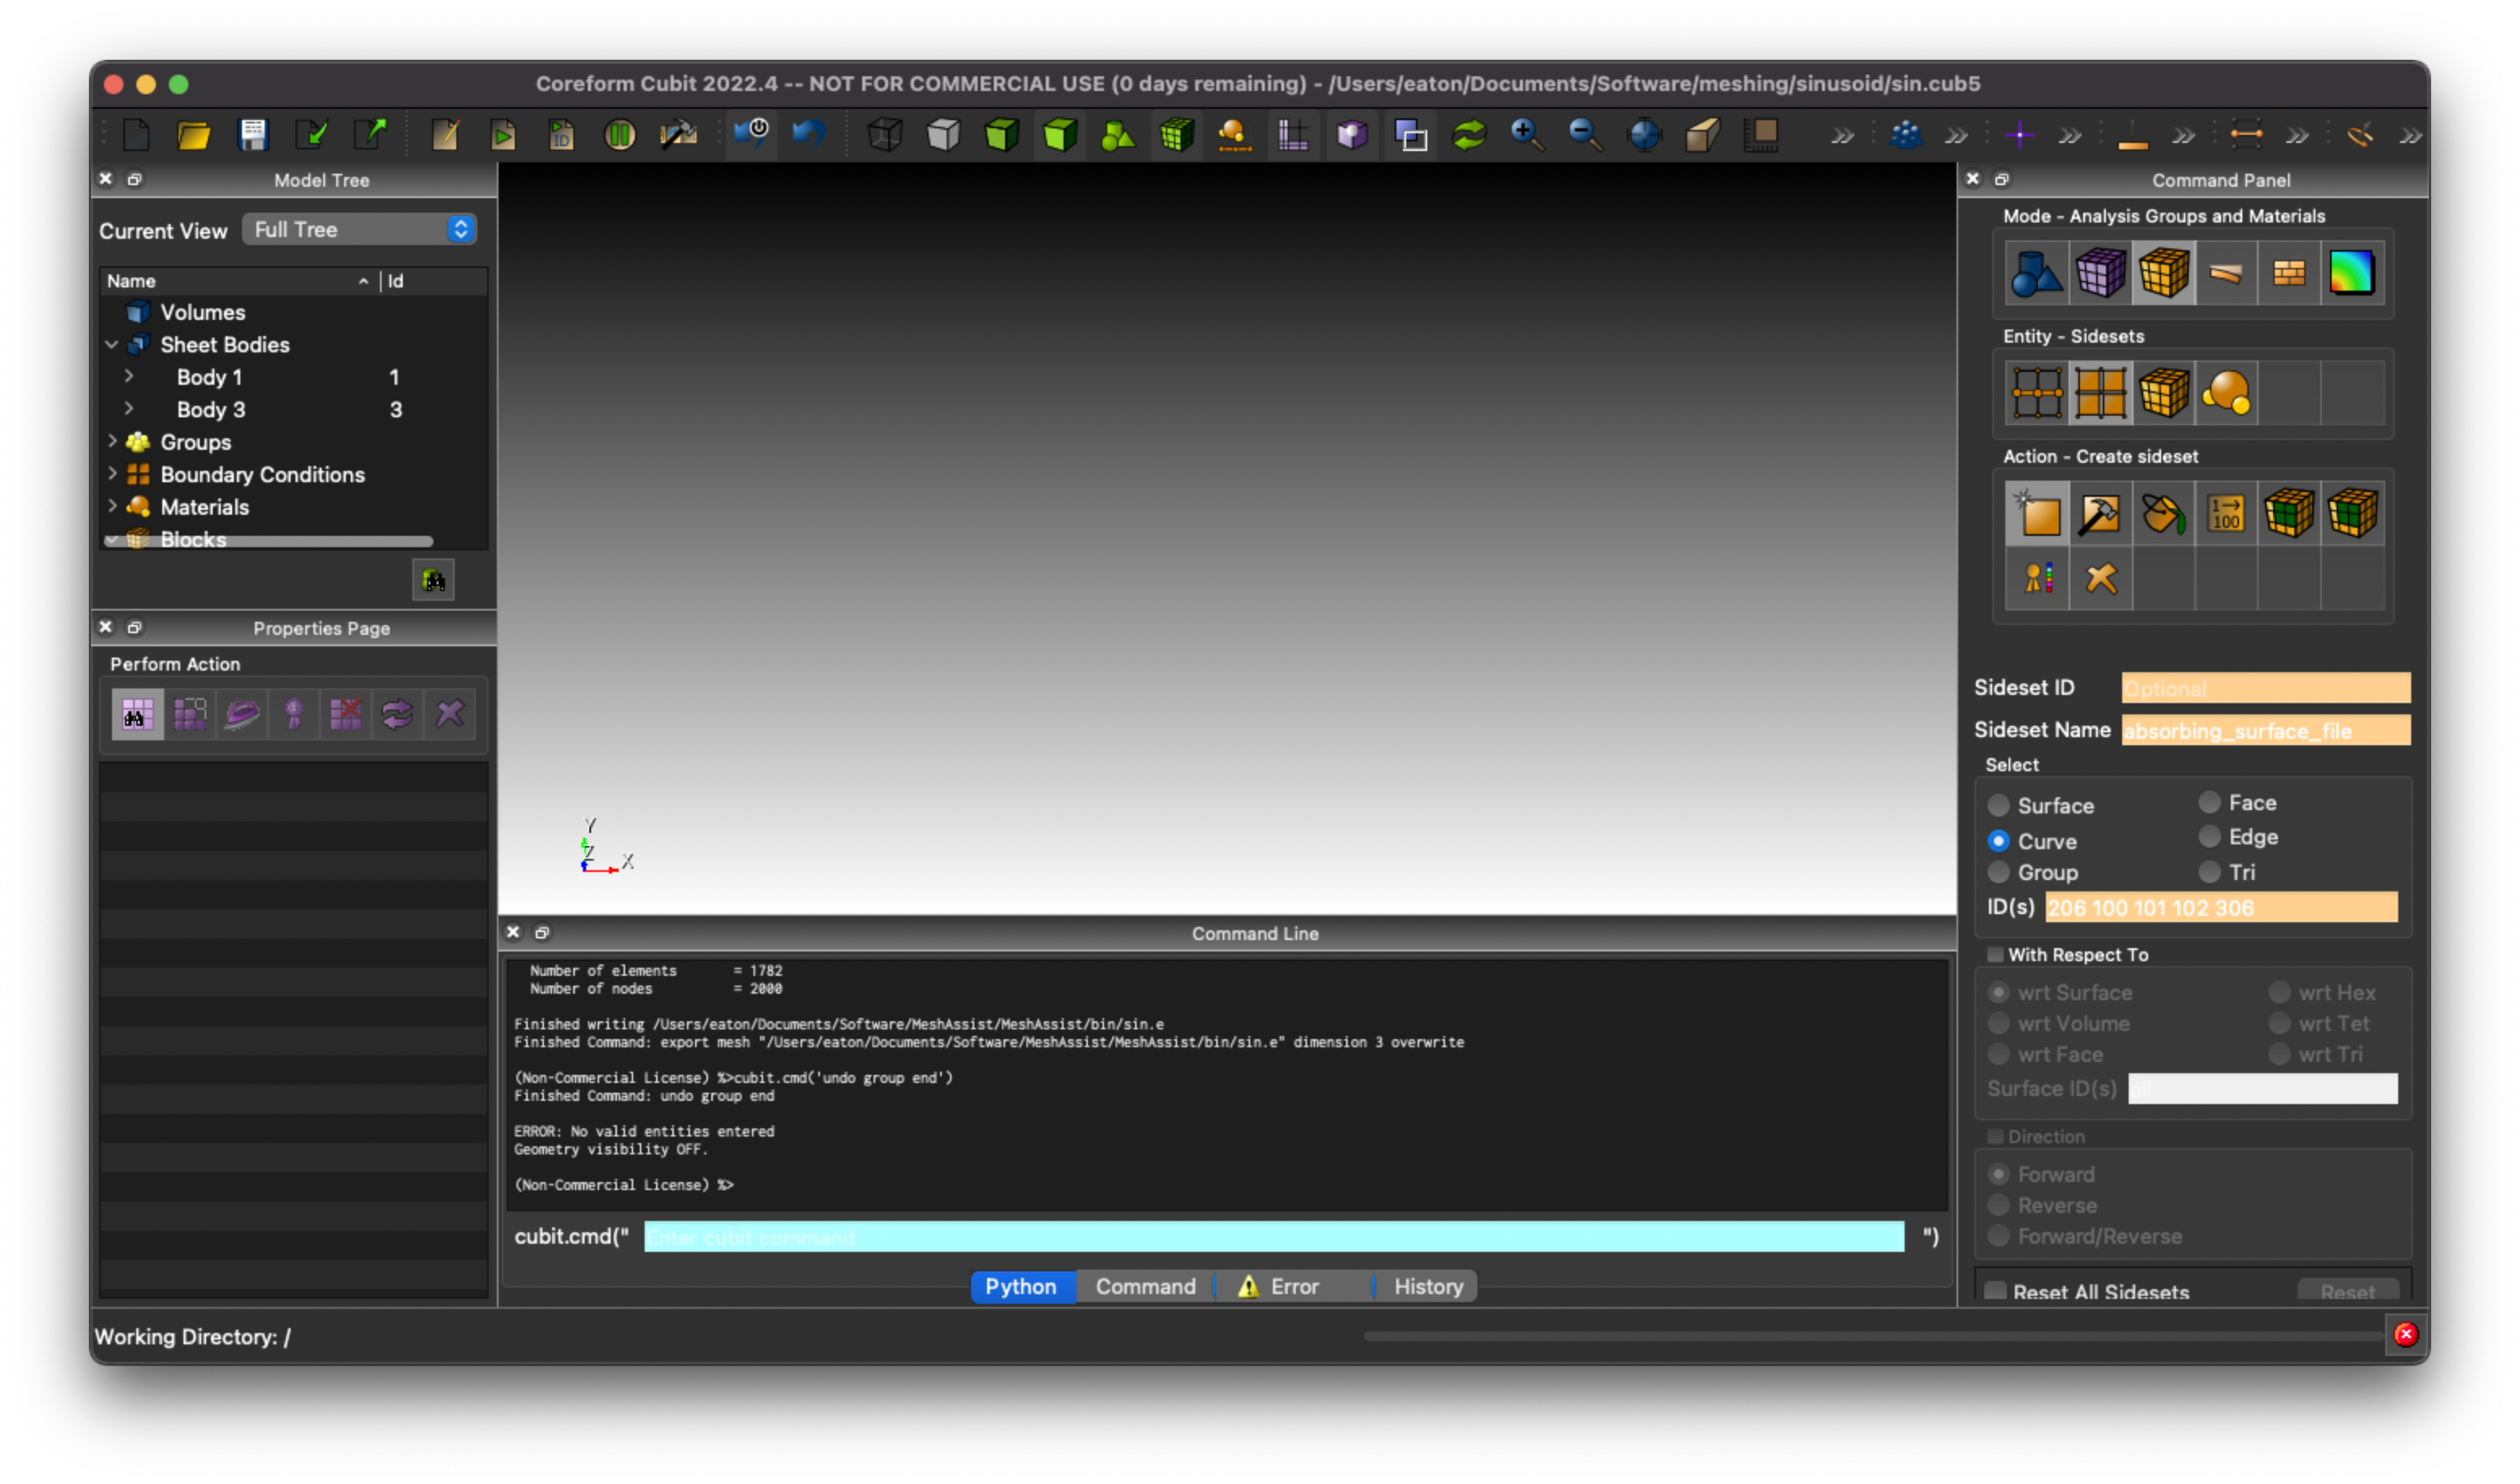 Coreform Cubit 2022.4 -- NOT FOR COMMERCIAL USE (0 days remaining) - /Users/eaton/Documents/Software/meshing/sinusoid/sin.cub5
Model Tree
Current View Full Tree
Name Id
Volumes
Sheet Bodies
Body 1 1
Body 3 3
Groups
Boundary Conditions
Materials
Blocks
Properties Page
Perform Action
Y
Z X
Command Line
Number of elements = 1782
Number of nodes = 2000
Finished writing /Users/eaton/Documents/Software/MeshAssist/MeshAssist/bin/sin.e
Finished Command: export mesh "/Users/eaton/Documents/Software/MeshAssist/MeshAssist/bin/sin.e" dimension 3 overwrite
(Non-Commercial License) %>cubit.cmd('undo group end')
Finished Command: undo group end
ERROR: No valid entities entered
Geometry visibility OFF.
(Non-Commercial License) %>
cubit.cmd(" Enter cubit command ")
Python Command Error History
Command Panel
Mode - Analysis Groups and Materials
Entity - Sidesets
Action - Create sideset
1→
100
Sideset ID Optional
Sideset Name absorbing_surface_file
Select
Surface Face
Curve Edge
Group Tri
ID(s) 206 100 101 102 306
With Respect To
wrt Surface wrt Hex
wrt Volume wrt Tet
wrt Face wrt Tri
Surface ID(s) all
Direction
Forward
Reverse
Forward/Reverse
Reset All Sidesets Reset
Working Directory: /